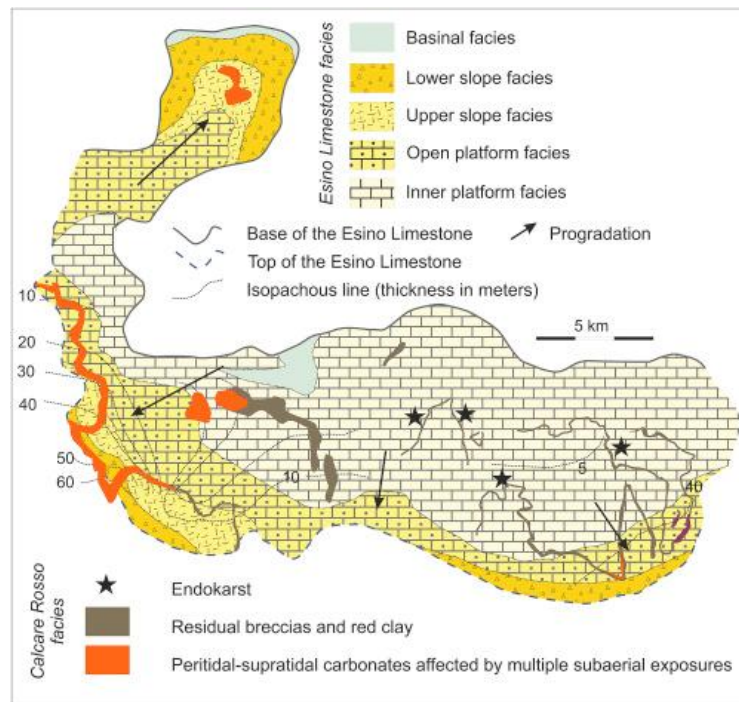 Esino Limestone facies
Basinal facies
Lower slope facies
Upper slope facies
Open platform facies
Inner platform facies
Base of the Esino Limestone
Progradation
Top of the Esino Limestone
Isopachous line (thickness in meters)
5 km
10
20
30
40
50
60
10
5
40
Calcare Rosso
facies
Endokarst
Residual breccias and red clay
Peritidal-supratidal carbonates affected by multiple subaerial exposures